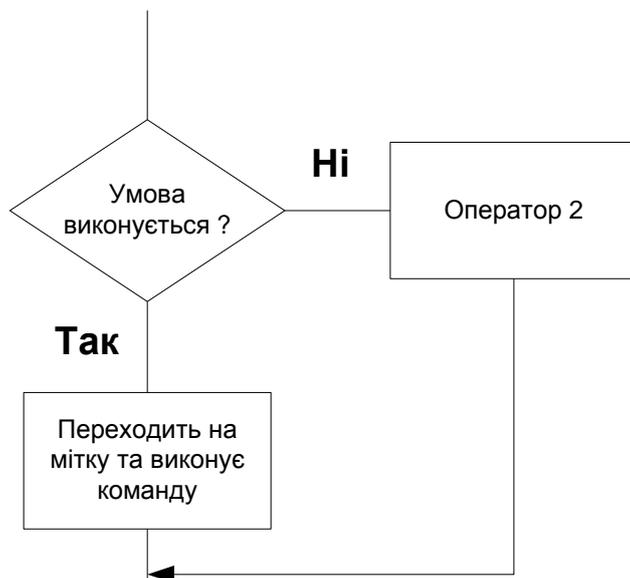 Умова
виконується ?
Ні
Оператор 2
Так
Переходить на
мітку та виконує
команду